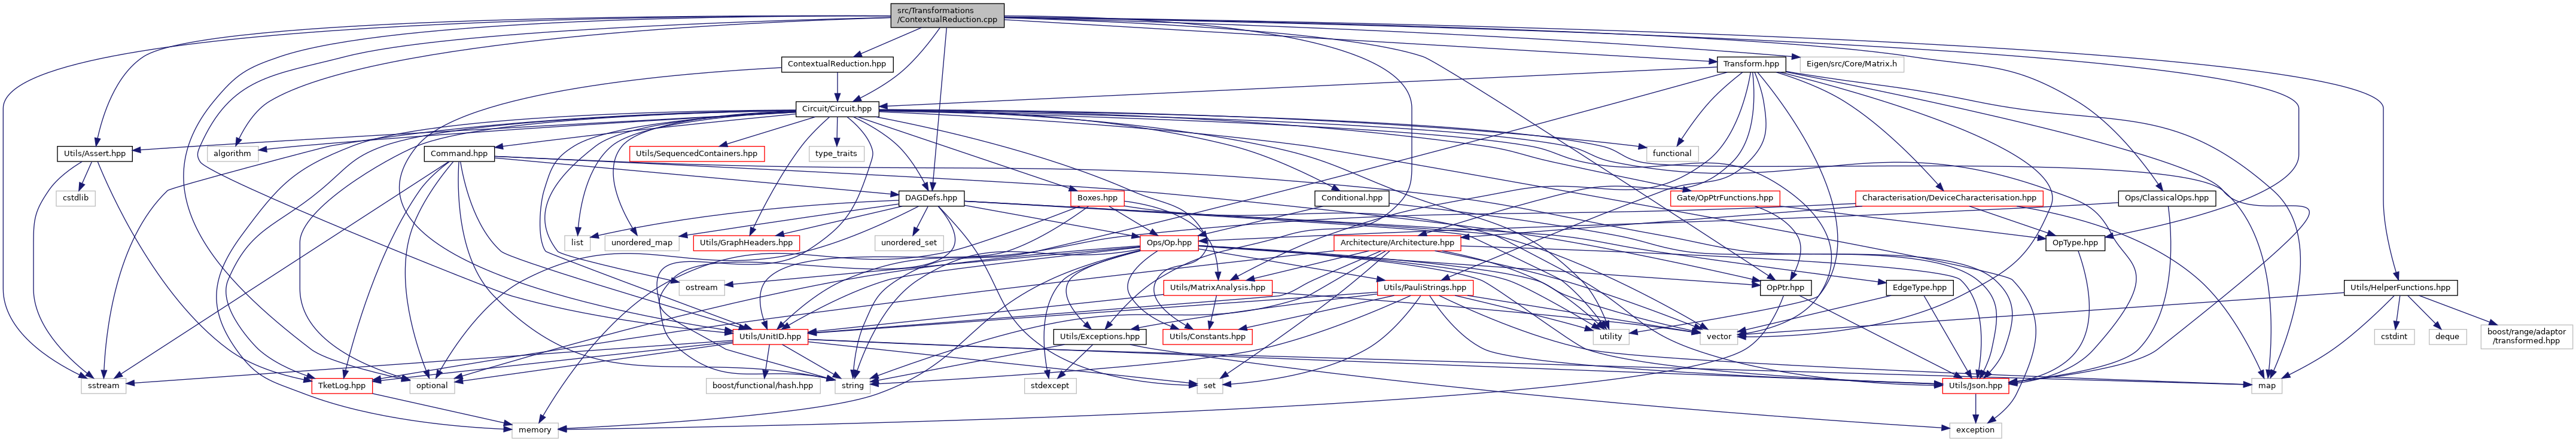 src/Transformations
/ContextualReduction.cpp
ContextualReduction.hpp
Transform.hpp
Eigen/src/Core/Matrix.h
Circuit/Circuit.hpp
Utils/Assert.hpp
algorithm
Command.hpp
Utils/SequencedContainers.hpp
type_traits
functional
cstdlib
DAGDefs.hpp
Boxes.hpp
Conditional.hpp
Gate/OpPtrFunctions.hpp
Characterisation/DeviceCharacterisation.hpp
Ops/ClassicalOps.hpp
list
unordered_map
Utils/GraphHeaders.hpp
unordered_set
Ops/Op.hpp
Architecture/Architecture.hpp
OpType.hpp
ostream
Utils/MatrixAnalysis.hpp
Utils/PauliStrings.hpp
OpPtr.hpp
EdgeType.hpp
Utils/HelperFunctions.hpp
Utils/UnitID.hpp
Utils/Exceptions.hpp
Utils/Constants.hpp
utility
vector
cstdint
deque
boost/range/adaptor
/transformed.hpp
sstream
TketLog.hpp
optional
boost/functional/hash.hpp
string
stdexcept
set
Utils/Json.hpp
map
memory
exception